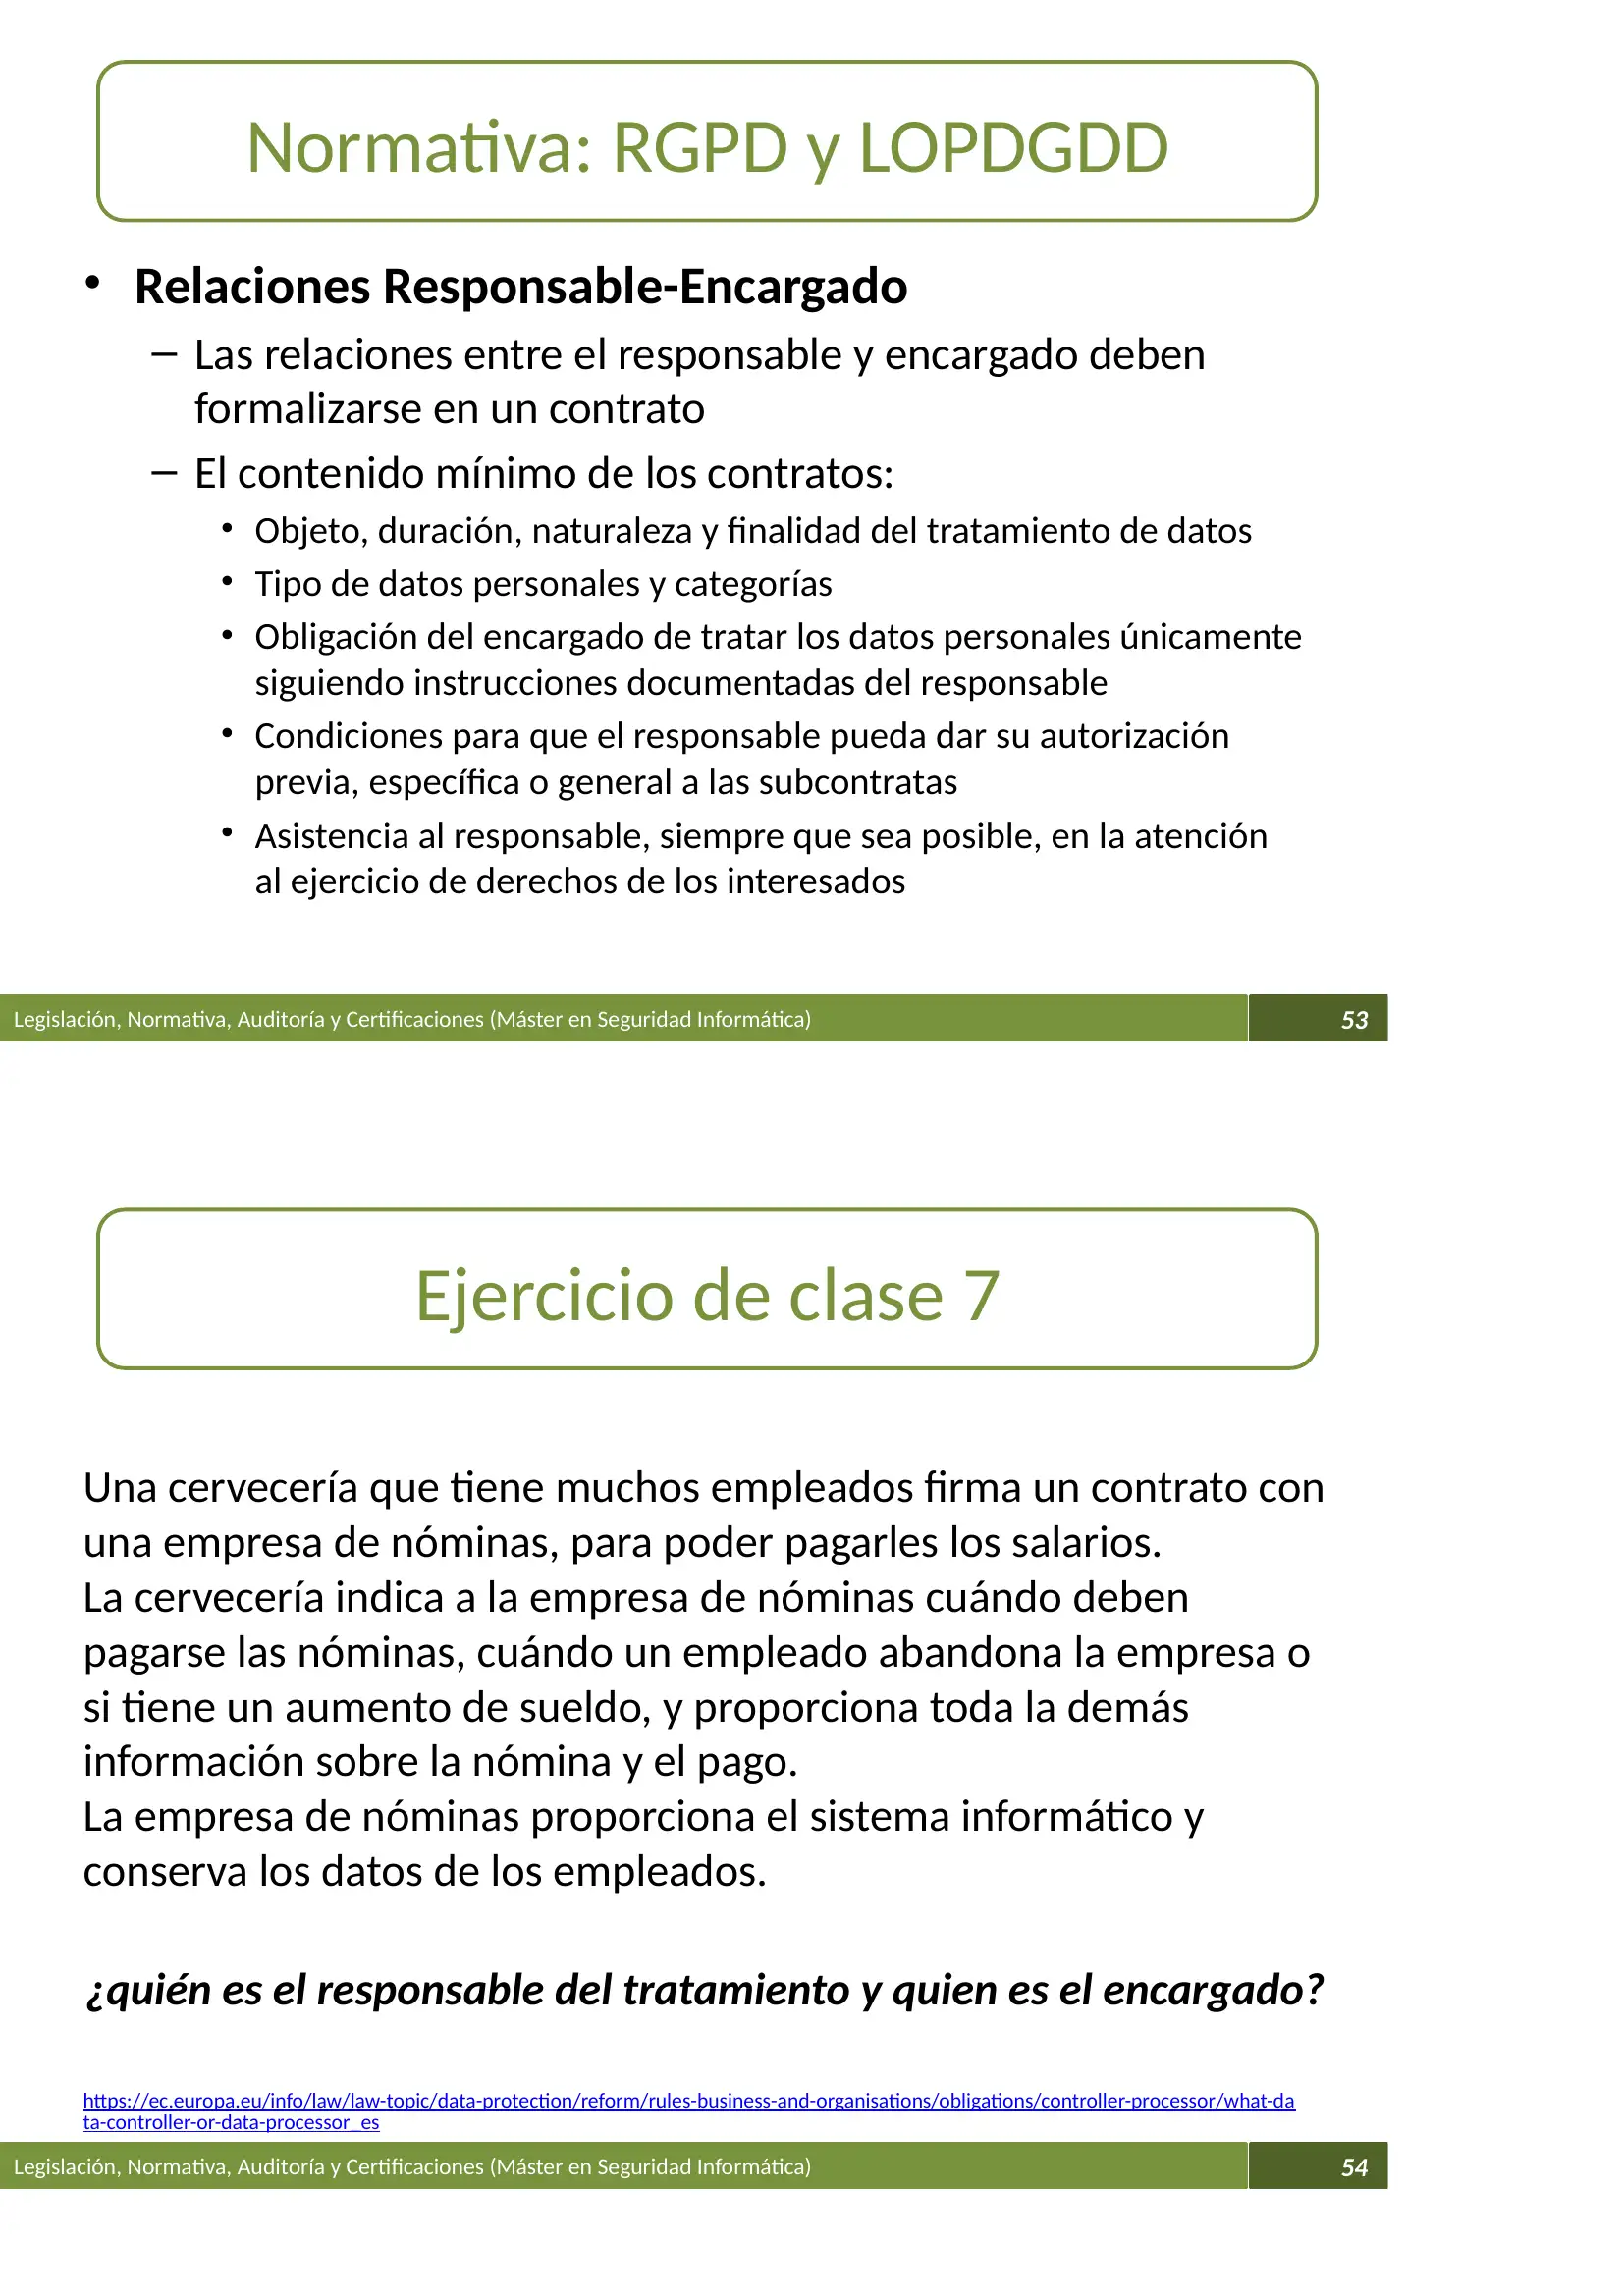 Normativa: RGPD y LOPDGDD
• Relaciones Responsable-Encargado
– Las relaciones entre el responsable y encargado deben
formalizarse en un contrato
– El contenido mínimo de los contratos:
• Objeto, duración, naturaleza y finalidad del tratamiento de datos
• Tipo de datos personales y categorías
• Obligación del encargado de tratar los datos personales únicamente
siguiendo instrucciones documentadas del responsable
• Condiciones para que el responsable pueda dar su autorización
previa, específica o general a las subcontratas
• Asistencia al responsable, siempre que sea posible, en la atención
al ejercicio de derechos de los interesados
Legislación, Normativa, Auditoría y Certificaciones (Máster en Seguridad Informática)
53
Ejercicio de clase 7
Una cervecería que tiene muchos empleados firma un contrato con
una empresa de nóminas, para poder pagarles los salarios.
La cervecería indica a la empresa de nóminas cuándo deben
pagarse las nóminas, cuándo un empleado abandona la empresa o
si tiene un aumento de sueldo, y proporciona toda la demás
información sobre la nómina y el pago.
La empresa de nóminas proporciona el sistema informático y
conserva los datos de los empleados.
¿quién es el responsable del tratamiento y quien es el encargado?
https://ec.europa.eu/info/law/law-topic/data-protection/reform/rules-business-and-organisations/obligations/controller-processor/what-da
ta-controller-or-data-processor_es
Legislación, Normativa, Auditoría y Certificaciones (Máster en Seguridad Informática)
54